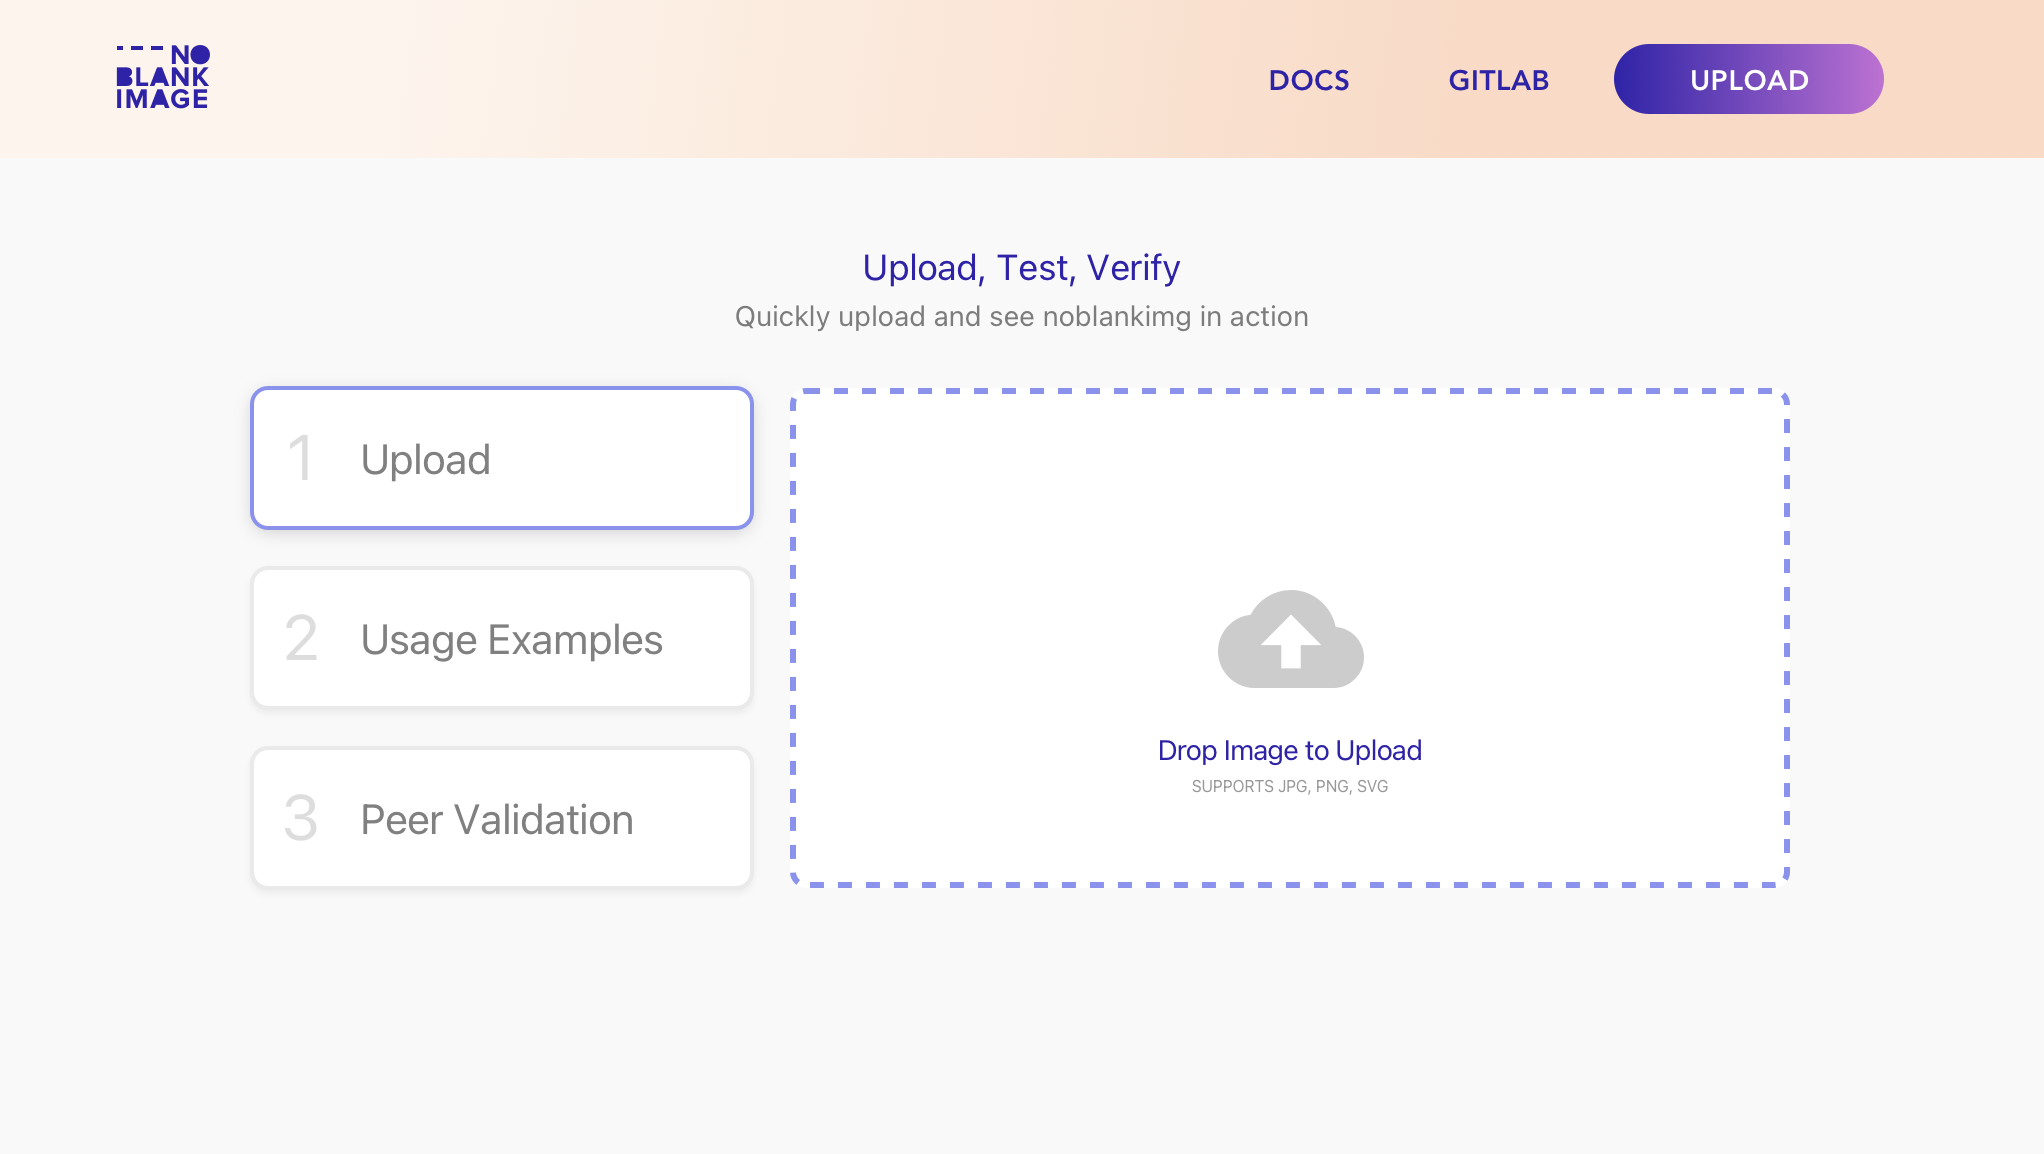 NO
BLANK
IMAGE
DOCS
GITLAB
UPLOAD
Upload, Test, Verify
Quickly upload and see noblankimg in action
1 Upload
2 Usage Examples
3 Peer Validation
Drop Image to Upload
SUPPORTS JPG, PNG, SVG